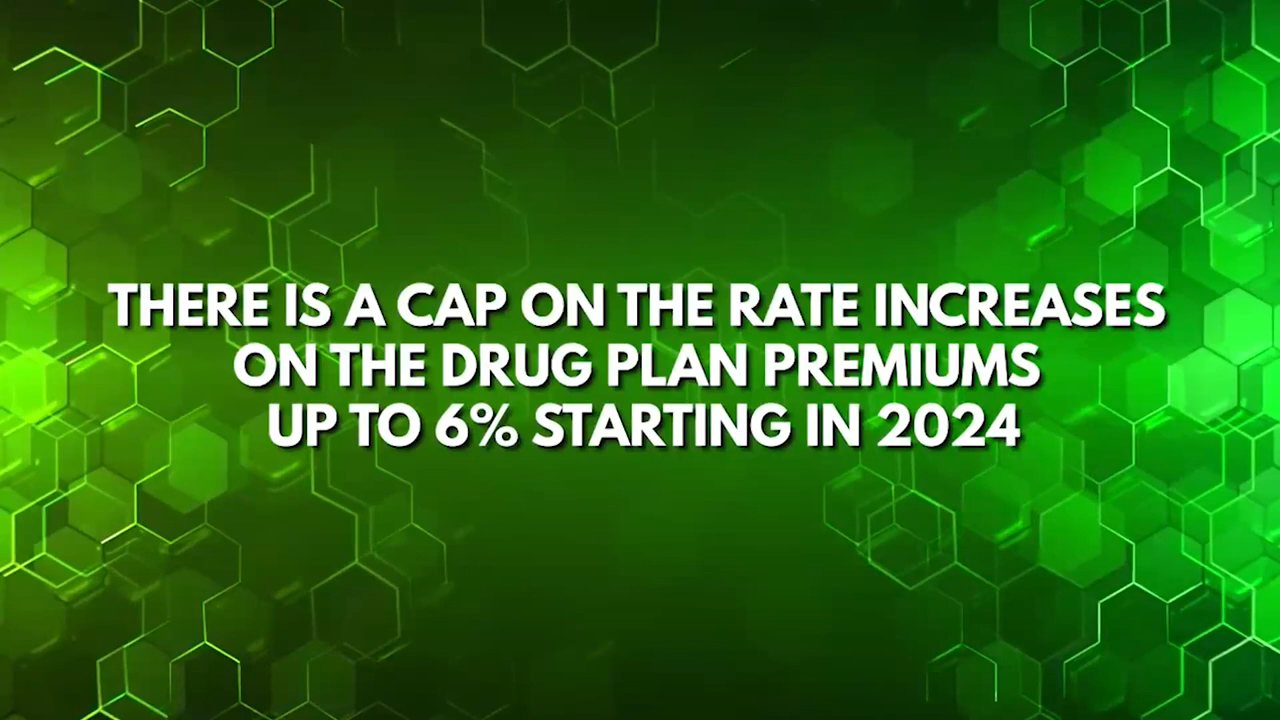 THERE IS A CAP ON THE RATE INCREASES
ON THE DRUG PLAN PREMIUMS
UP TO 6% STARTING IN 2024